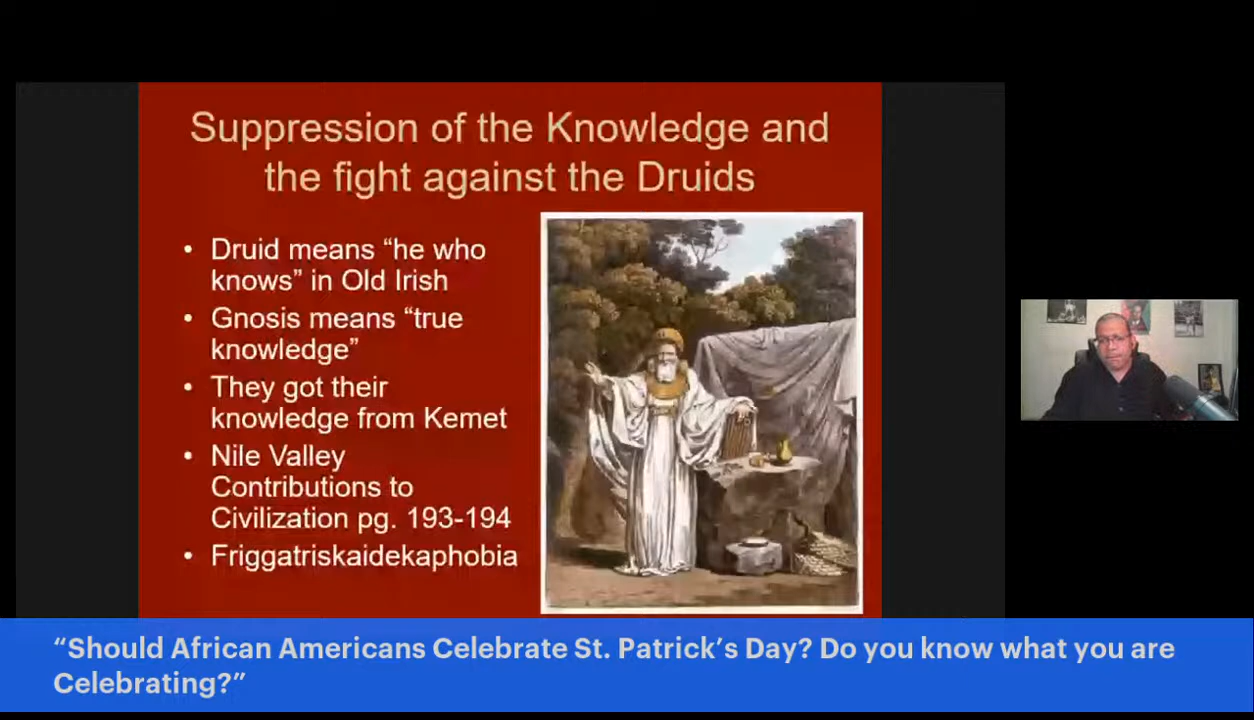 Suppression of the Knowledge and
the fight against the Druids
• Druid means “he who
knows” in Old Irish
• Gnosis means “true
knowledge”
• They got their
knowledge from Kemet
• Nile Valley
Contributions to
Civilization pg. 193-194
• Friggatriskaidekaphobia
“Should African Americans Celebrate St. Patrick’s Day? Do you know what you are
Celebrating?”